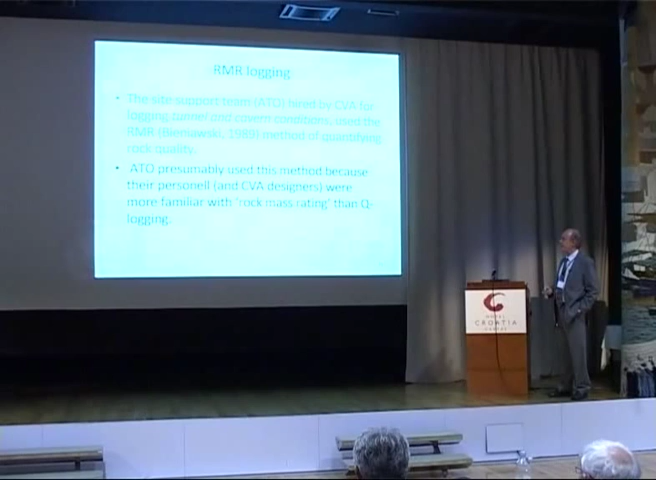 RMR logging
• The site support team (ATO) hired by CVA for
logging tunnel and cavern conditions, used the
RMR (Bieniawski, 1989) method of quantifying
rock quality.
• ATO presumably used this method because
their personell (and CVA designers) were
more familiar with 'rock mass rating' than Q-
logging.
HOTEL
CROATIA
CAVTAT